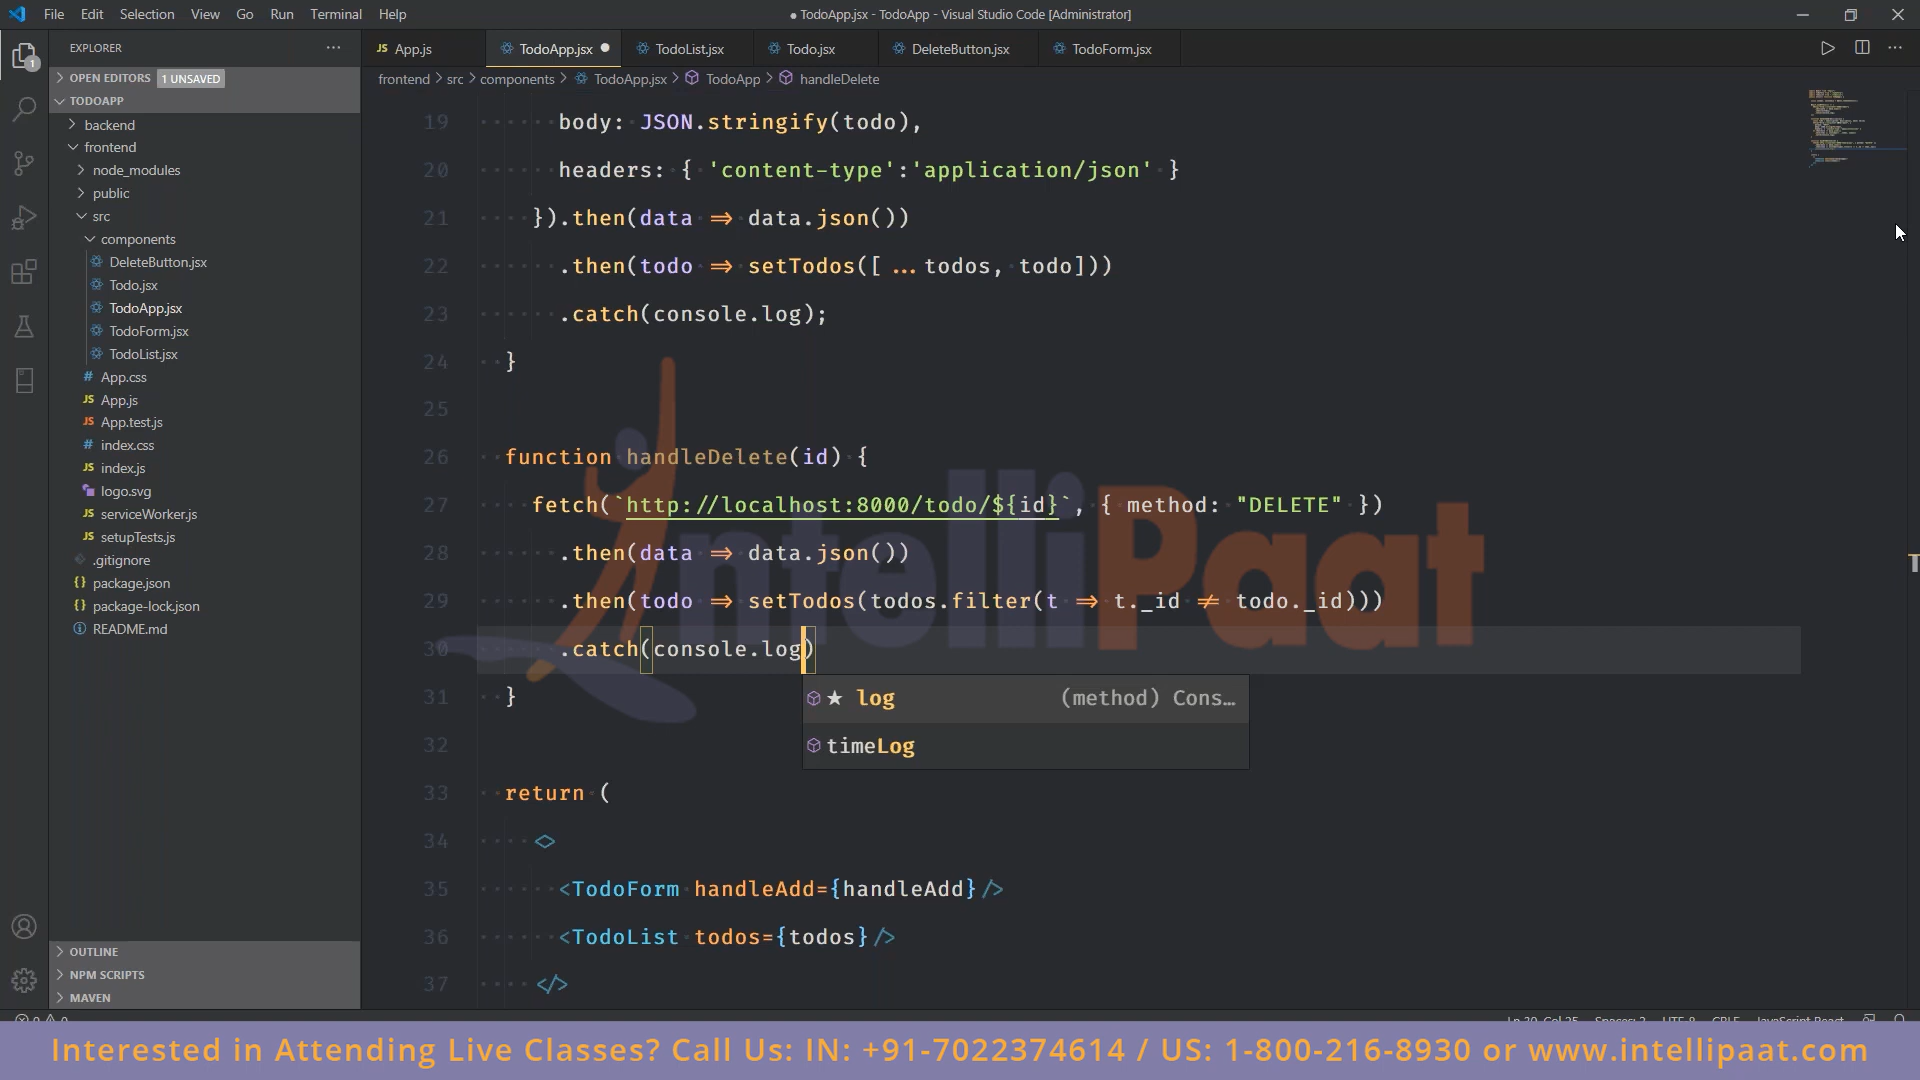 File Edit Selection View Go Run Terminal Help
● TodoApp.jsx - TodoApp - Visual Studio Code [Administrator]
EXPLORER
OPEN EDITORS 1 UNSAVED
TODOAPP
backend
frontend
node_modules
public
src
components
DeleteButton.jsx
Todo.jsx
TodoApp.jsx
TodoForm.jsx
TodoList.jsx
# App.css
JS App.js
JS App.test.js
# index.css
JS index.js
logo.svg
JS serviceWorker.js
JS setupTests.js
.gitignore
{} package.json
{} package-lock.json
README.md
OUTLINE
NPM SCRIPTS
MAVEN
JS App.js TodoApp.jsx ● TodoList.jsx Todo.jsx DeleteButton.jsx TodoForm.jsx
frontend > src > components > TodoApp.jsx > TodoApp > handleDelete
19 body: JSON.stringify(todo),
20 headers: { 'content-type':'application/json' }
21 }).then(data => data.json())
22 .then(todo => setTodos([ ...todos, todo]))
23 .catch(console.log);
24 }
25
26 function handleDelete(id) {
27 fetch(`http://localhost:8000/todo/${id}`, { method: "DELETE" })
28 .then(data => data.json())
29 .then(todo => setTodos(todos.filter(t => t._id != todo._id)))
30 .catch(console.log)
★ log (method) Cons…
31 }
timeLog
32
33 return (
34 <>
35 <TodoForm handleAdd={handleAdd}/>
36 <TodoList todos={todos}/>
37 </>
IntelliPaat
Interested in Attending Live Classes? Call Us: IN: +91-7022374614 / US: 1-800-216-8930 or www.intellipaat.com